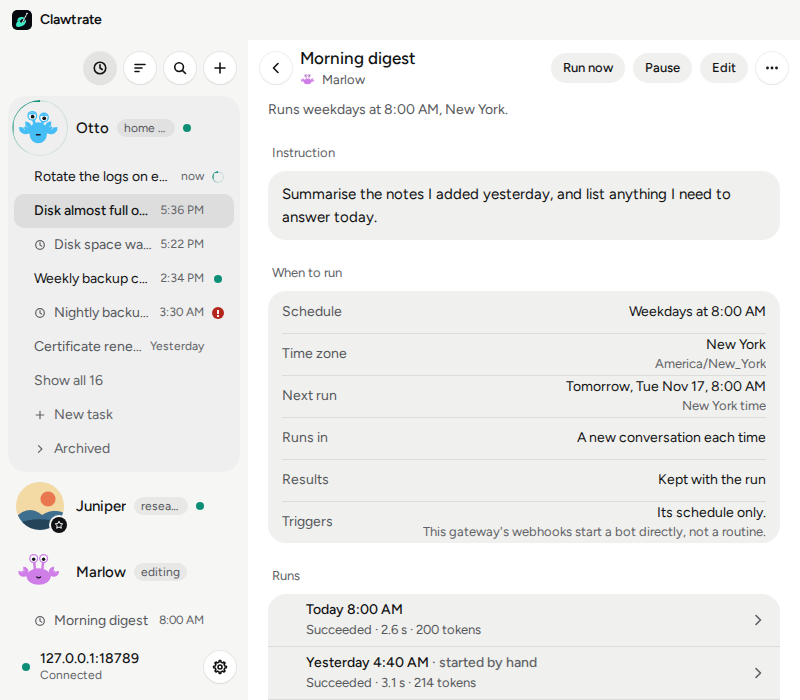 Clawtrate
Otto
home ...
Rotate the logs on e...
now
Disk almost full o...
5:36 PM
Disk space wa...
5:22 PM
Weekly backup c...
2:34 PM
Nightly backu...
3:30 AM
Certificate rene...
Yesterday
Show all 16
New task
Archived
Juniper
resea...
Marlow
editing
Morning digest
8:00 AM
127.0.0.1:18789
Connected
Morning digest
Marlow
Run now
Pause
Edit
Runs weekdays at 8:00 AM, New York.
Instruction
Summarise the notes I added yesterday, and list anything I need to
answer today.
When to run
Schedule
Weekdays at 8:00 AM
Time zone
New York
America/New_York
Next run
Tomorrow, Tue Nov 17, 8:00 AM
New York time
Runs in
A new conversation each time
Results
Kept with the run
Triggers
Its schedule only.
This gateway's webhooks start a bot directly, not a routine.
Runs
Today 8:00 AM
Succeeded · 2.6 s · 200 tokens
Yesterday 4:40 AM · started by hand
Succeeded · 3.1 s · 214 tokens